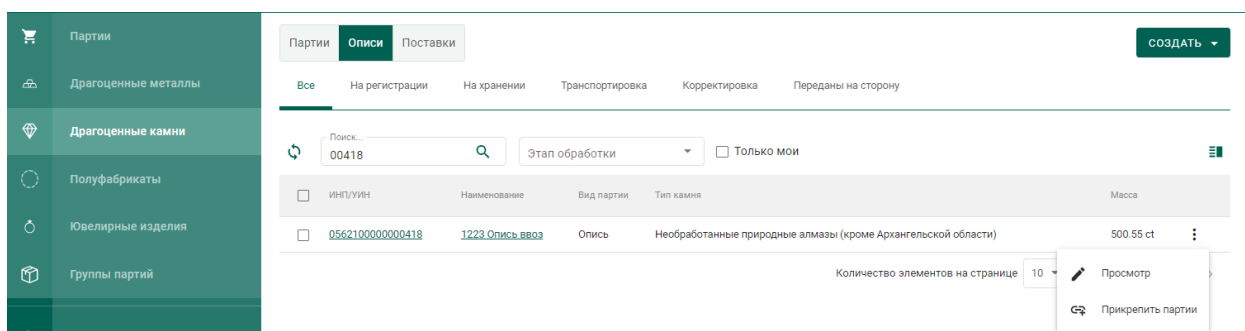 Партии
Драгоценные металлы
Драгоценные камни
Полуфабрикаты
Ювелирные изделия
Группы партий
Партии Описи Поставки
СОЗДАТЬ
Все На регистрации На хранении Транспортировка Корректировка Переданы на сторону
Поиск...
00418 Этап обработки Только мои
ИНП/УИН Наименование Вид партии Тип камня Масса
0562100000000418 1223 Опись ввоз Опись Необработанные природные алмазы (кроме Архангельской области) 500.55 ct
Количество элементов на странице 10
Просмотр
Прикрепить партии